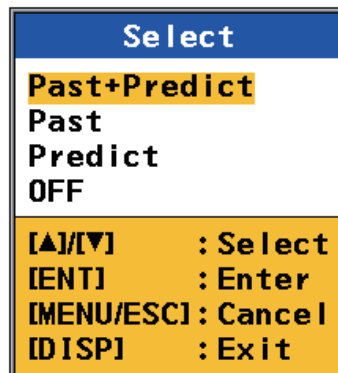 Select
Past+Predict
Past
Predict
OFF
[▲]/[▼] : Select
[ENT] : Enter
[MENU/ESC] : Cancel
[DISP] : Exit